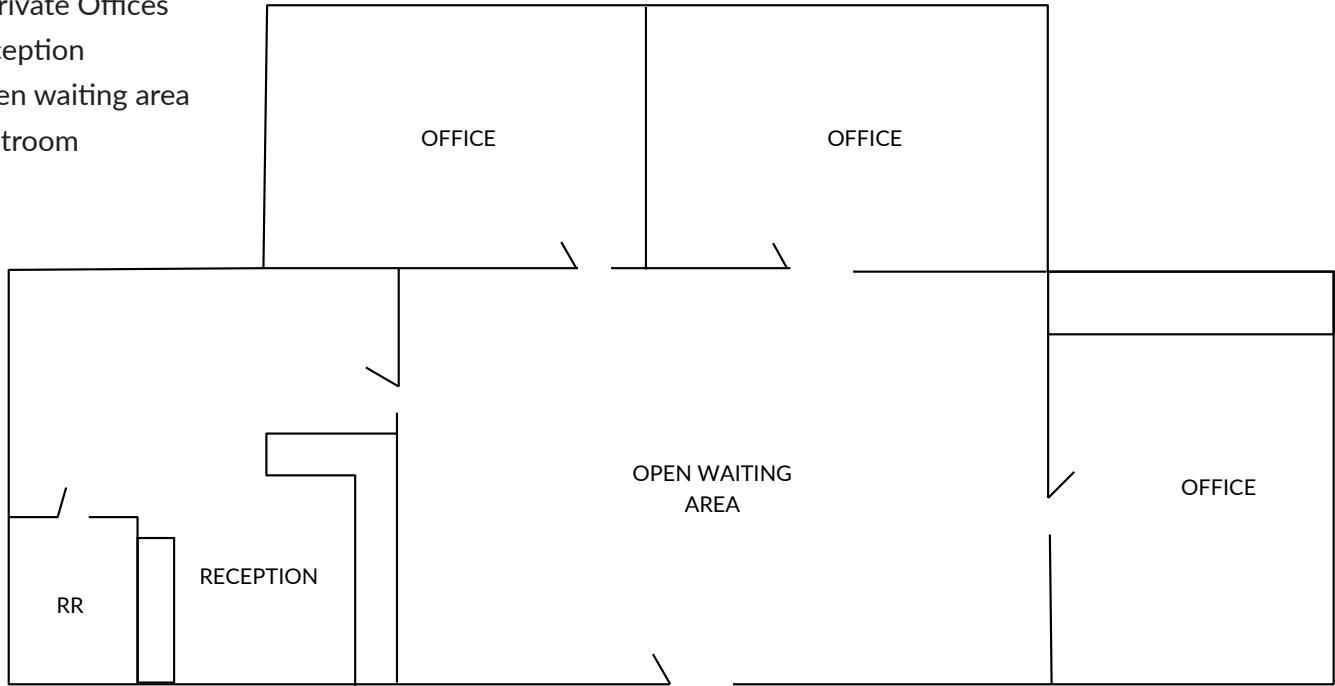 rivate Offices
ception
en waiting area
troom
OFFICE
OFFICE
OPEN WAITING
AREA
OFFICE
RECEPTION
RR